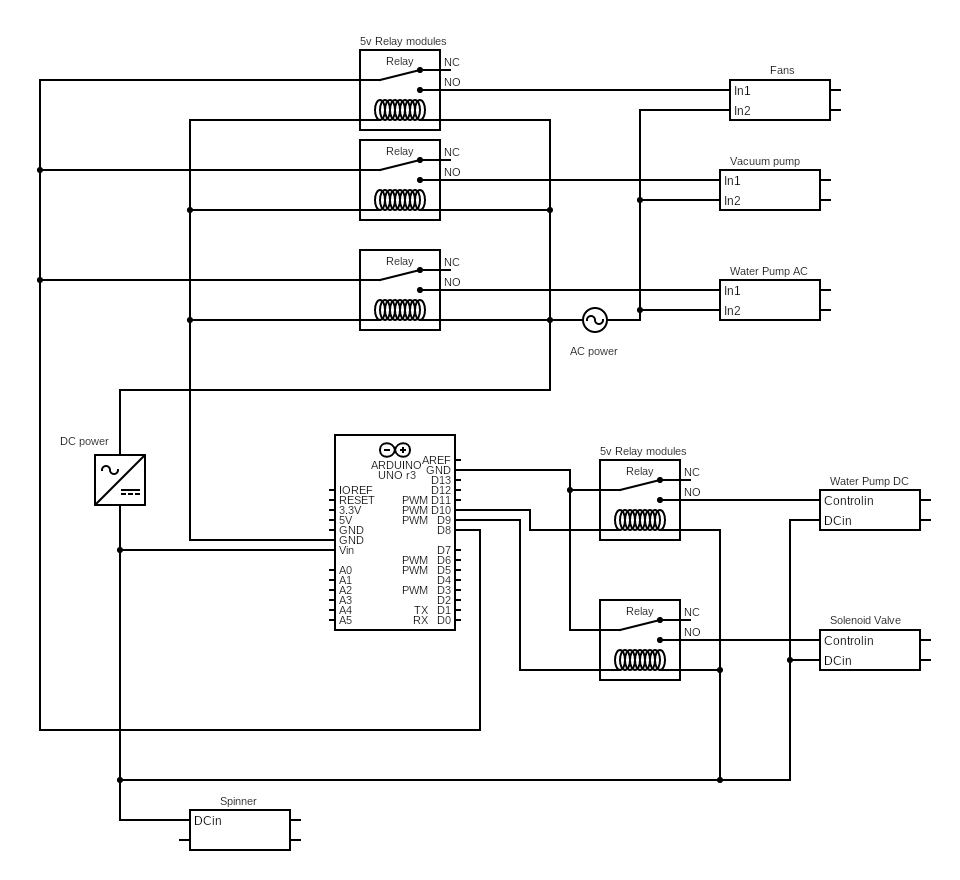 5v Relay modules
Relay
NC
NO
Fans
In1
In2
Relay
NC
NO
Vacuum pump
In1
In2
Relay
NC
NO
Water Pump AC
In1
In2
AC power
DC power
ARDUINO
UNO r3
IOREF
RESET
3.3V
5V
GND
GND
Vin
A0
A1
A2
A3
A4
A5
AREF
GND
D13
D12
PWM D11
PWM D10
PWM D9
D8
D7
PWM D6
PWM D5
D4
PWM D3
D2
TX D1
RX D0
5v Relay modules
Relay
NC
NO
Water Pump DC
Controlin
DCin
Relay
NC
NO
Solenoid Valve
Controlin
DCin
Spinner
DCin